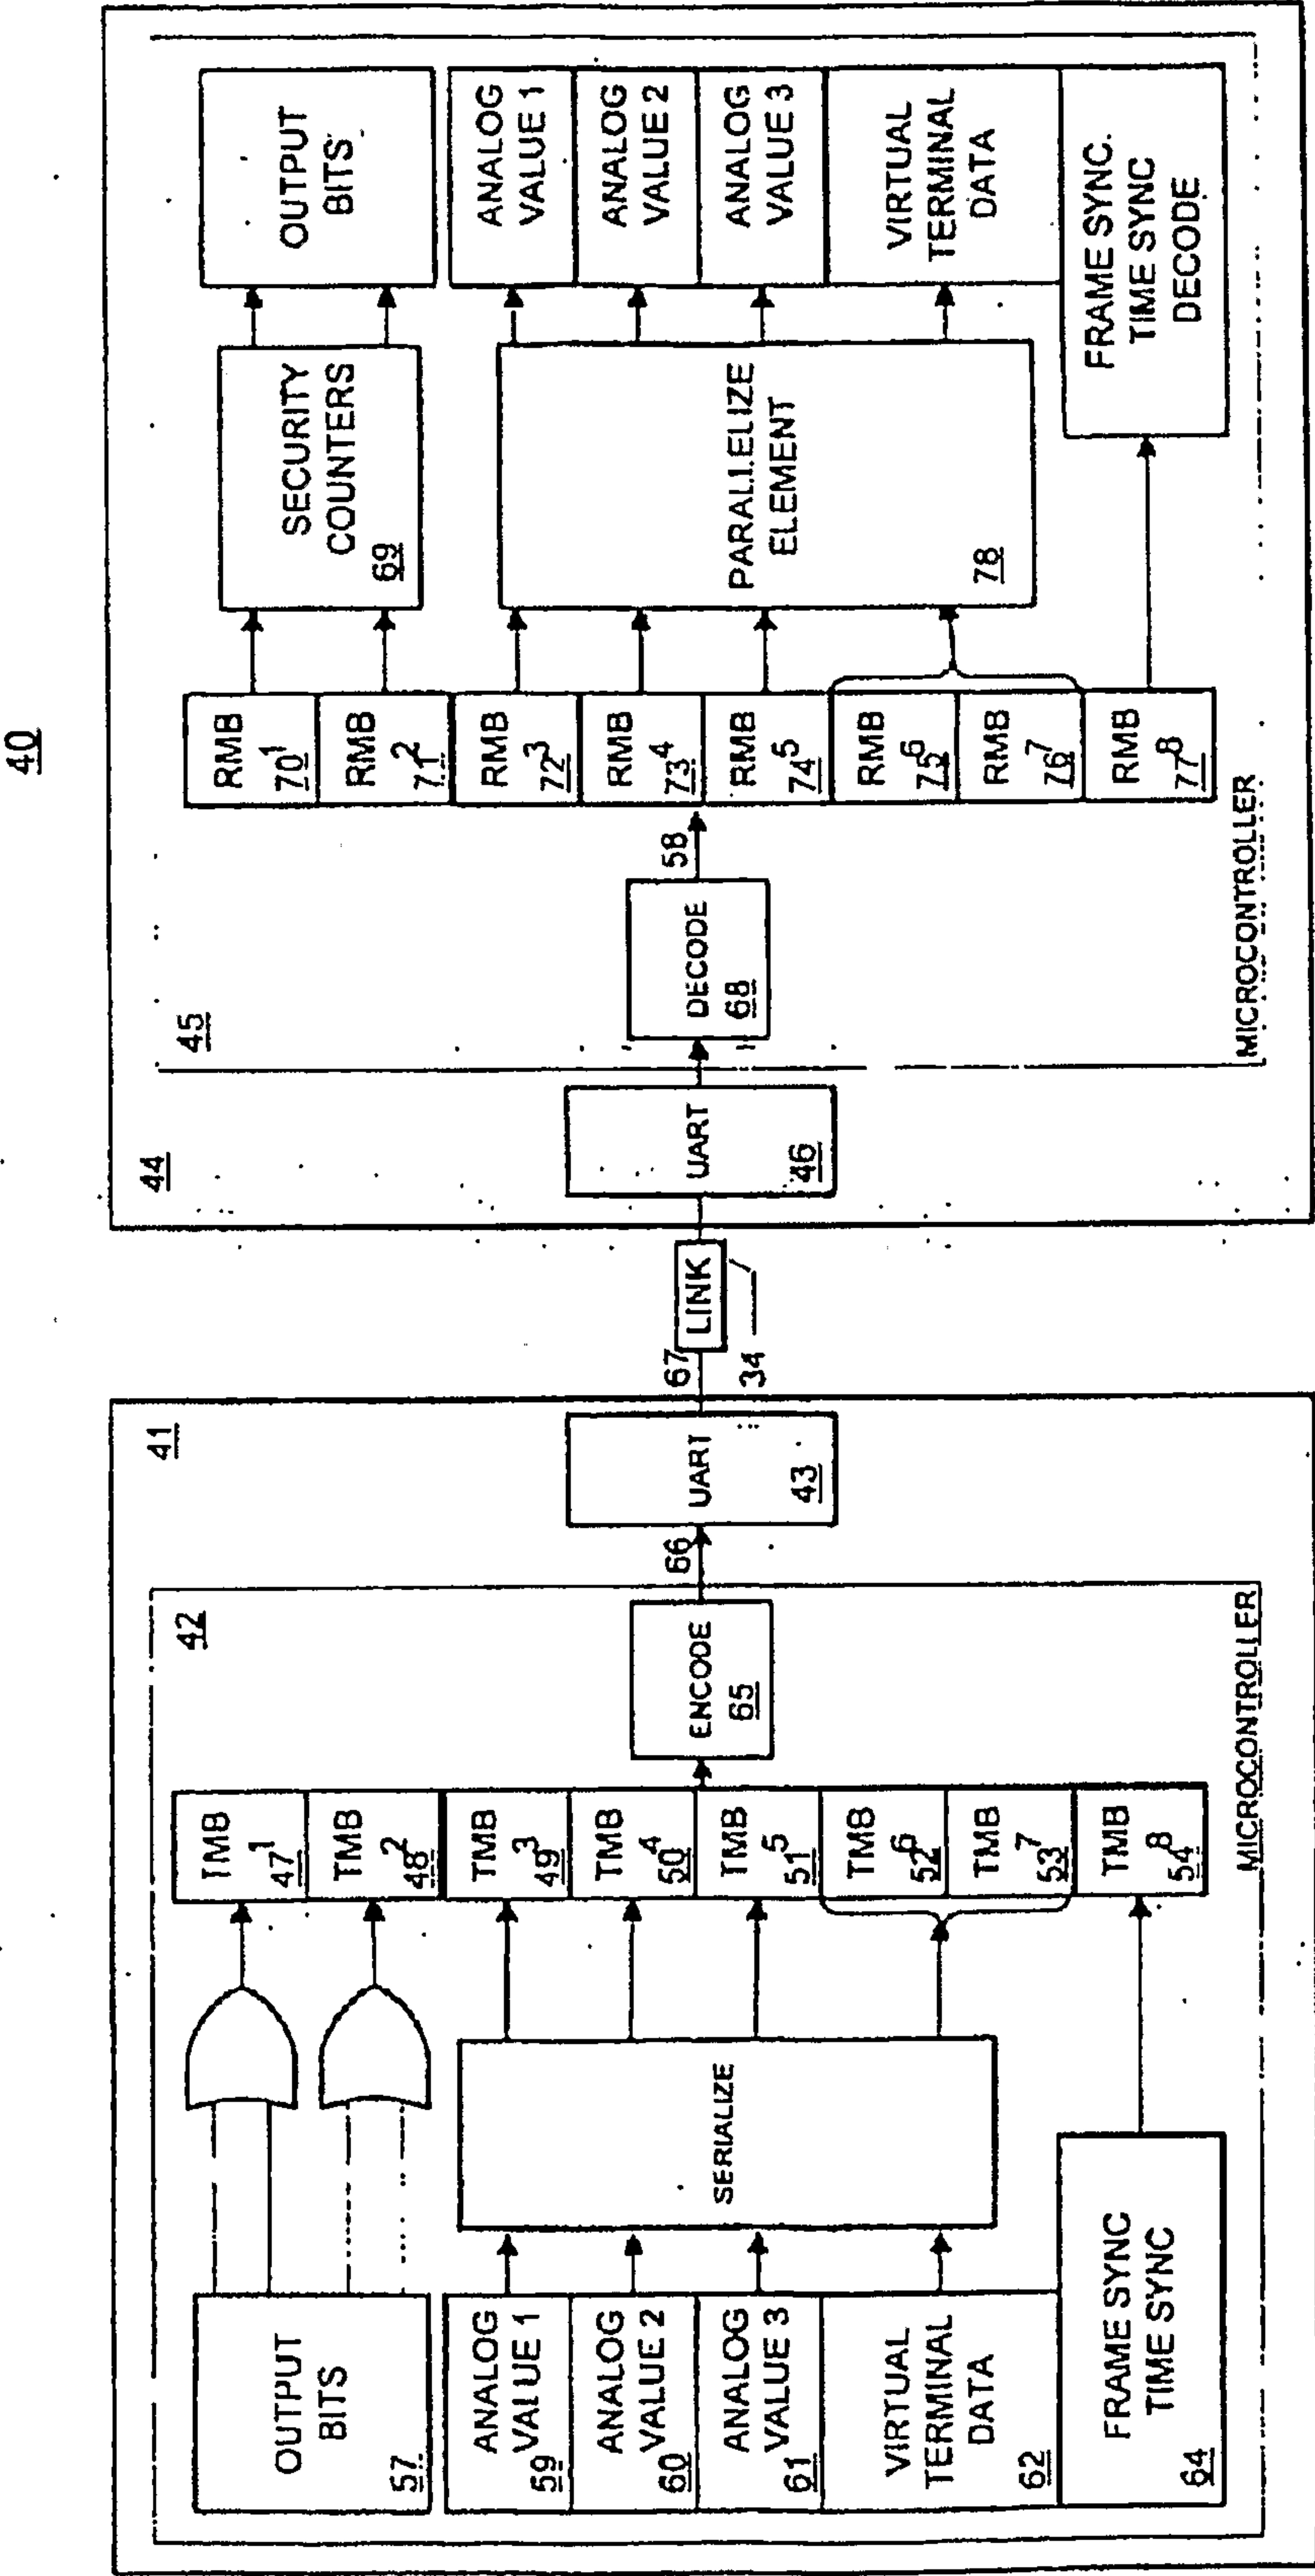 40
41
42
OUTPUT
BITS
57
ANALOG
VALUE 1
59
ANALOG
VALUE 2
60
ANALOG
VALUE 3
61
VIRTUAL
TERMINAL
DATA
62
FRAME SYNC
TIME SYNC
64
SERIALIZE
TMB 1
47
TMB 2
48
TMB 3
49
TMB 4
50
TMB 5
51
TMB 6
52
TMB 7
53
TMB 8
54
ENCODE
65
66
MICROCONTROLLER
UART
43
67
LINK
34
44
UART
46
45
DECODE
68
58
RMB 1
70
RMB 2
71
RMB 3
72
RMB 4
73
RMB 5
74
RMB 6
75
RMB 7
76
RMB 8
77
SECURITY
COUNTERS
69
PARALLELIZE
ELEMENT
78
OUTPUT
BITS
ANALOG
VALUE 1
ANALOG
VALUE 2
ANALOG
VALUE 3
VIRTUAL
TERMINAL
DATA
FRAME SYNC.
TIME SYNC
DECODE
MICROCONTROLLER